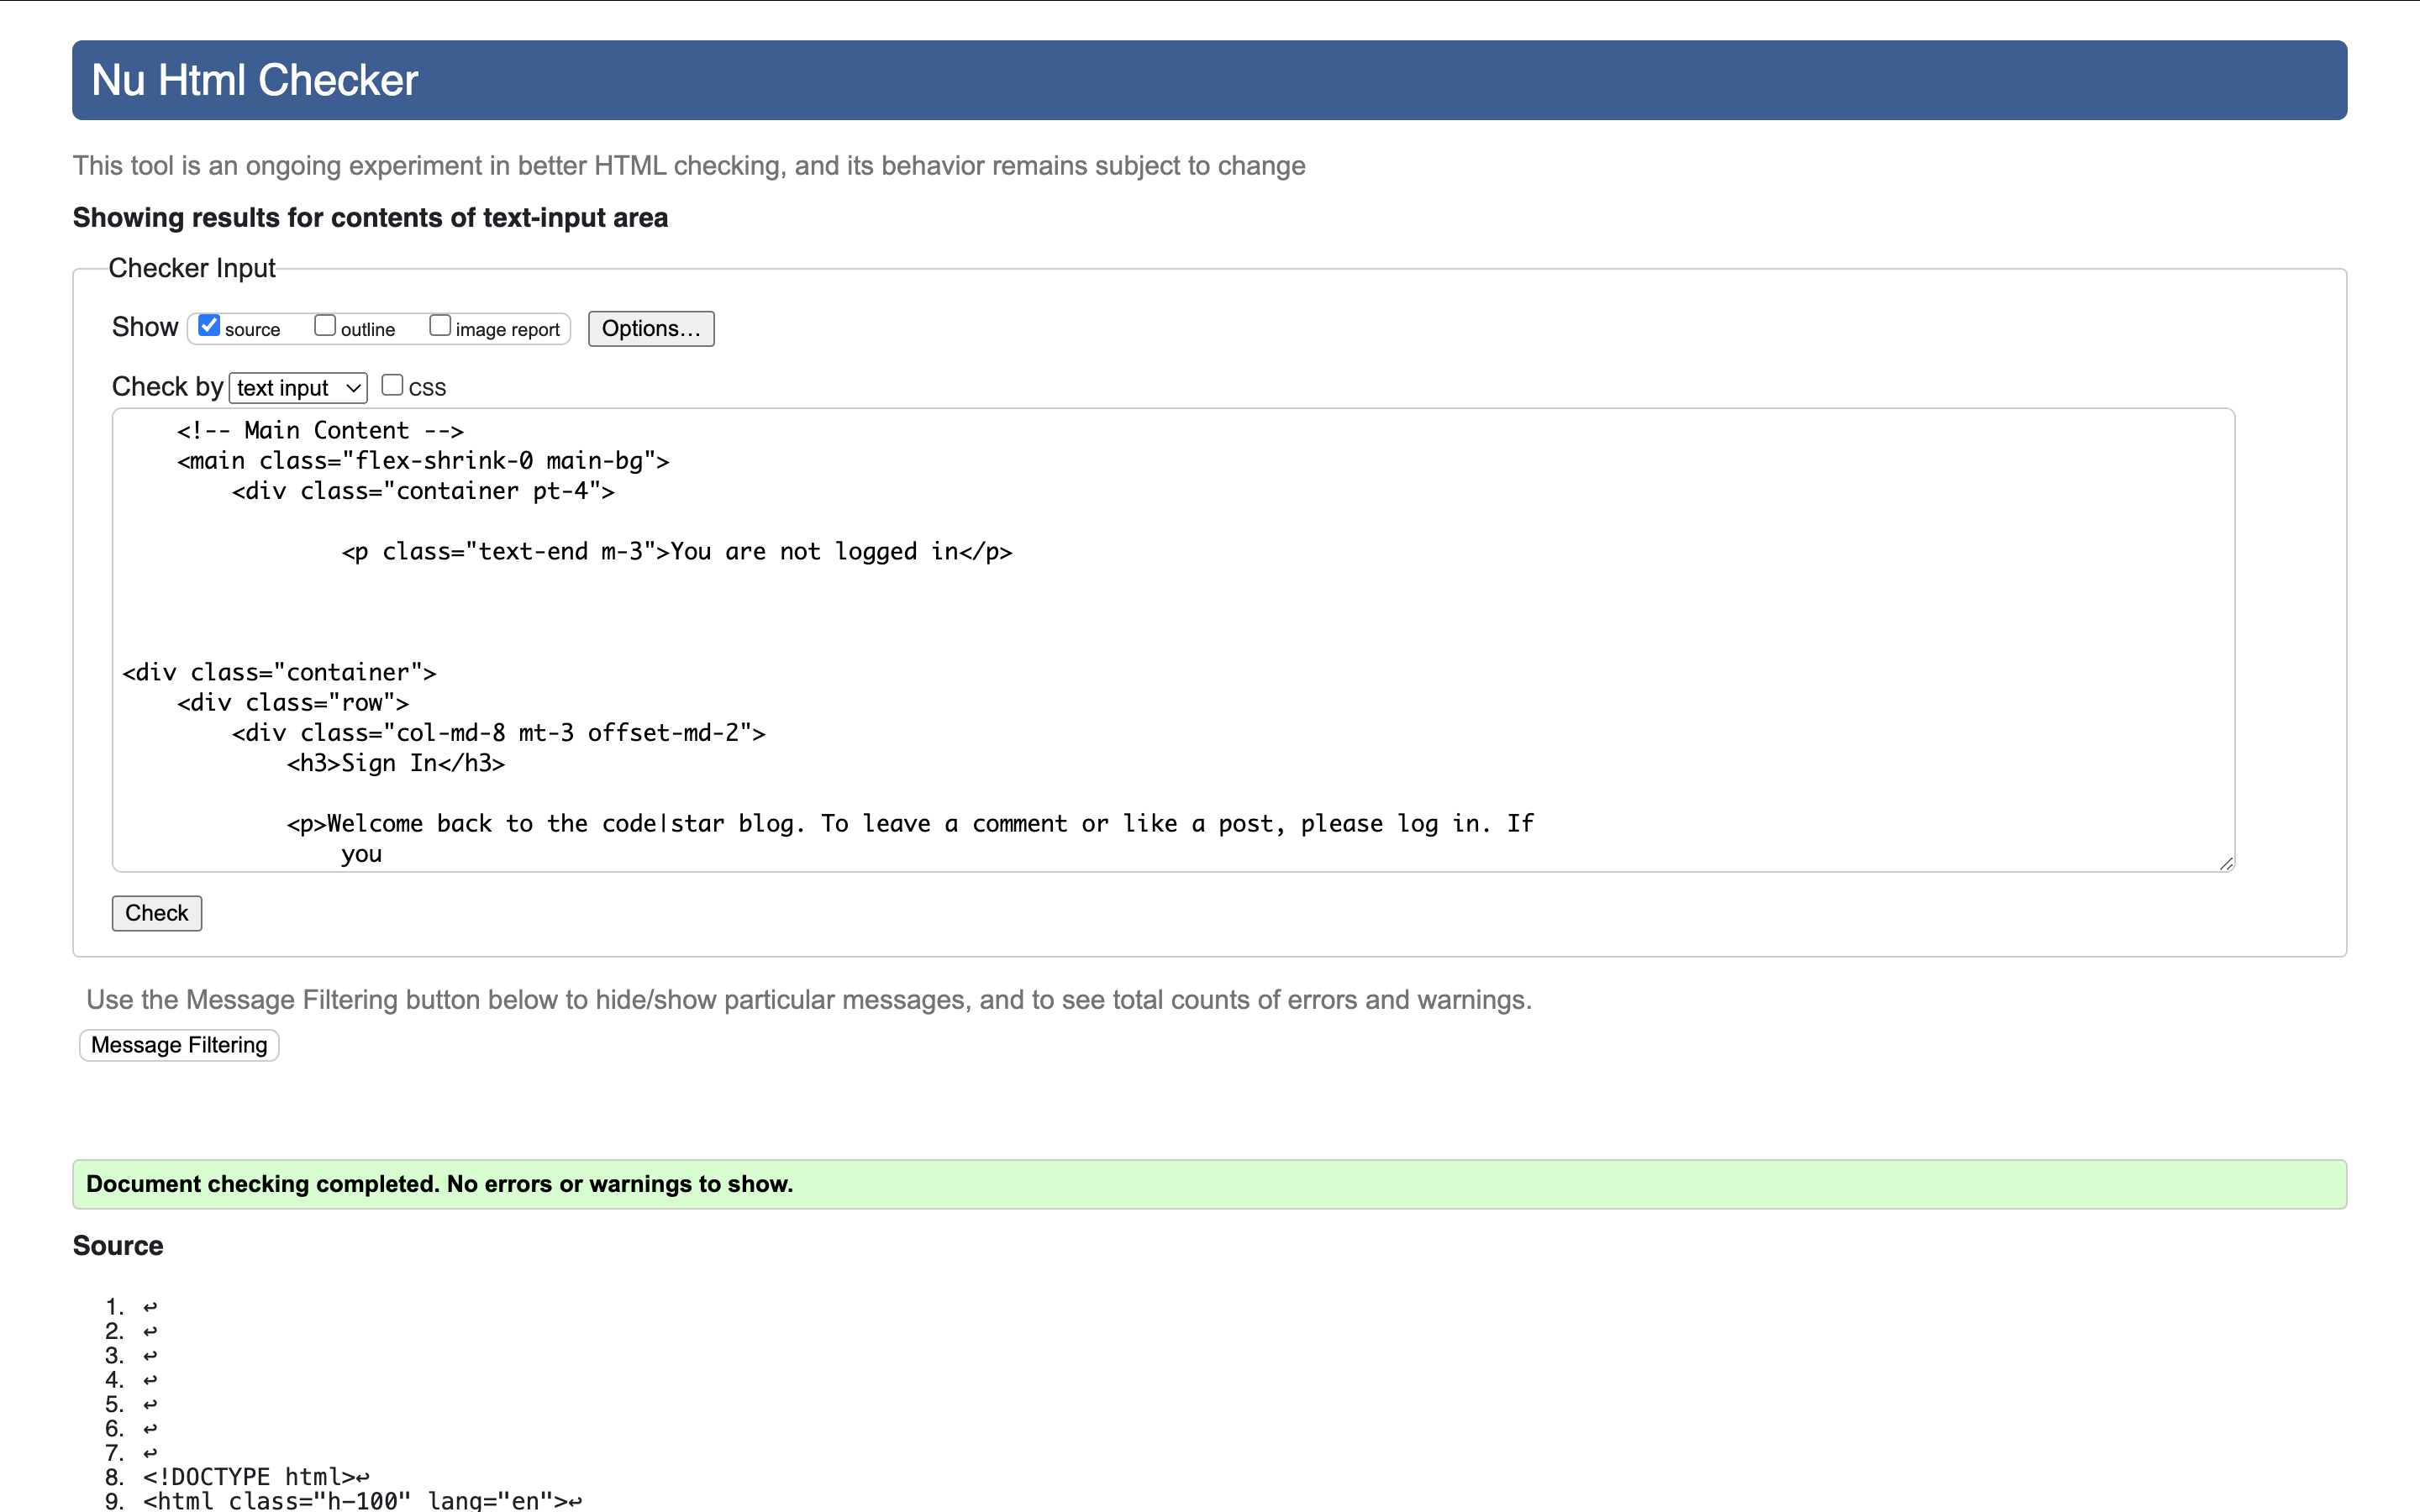 Nu Html Checker
This tool is an ongoing experiment in better HTML checking, and its behavior remains subject to change
Showing results for contents of text-input area
Checker Input
Show source outline image report Options...
Check by text input css
<!-- Main Content -->
<main class="flex-shrink-0 main-bg">
<div class="container pt-4">
<p class="text-end m-3">You are not logged in</p>
<div class="container">
<div class="row">
<div class="col-md-8 mt-3 offset-md-2">
<h3>Sign In</h3>
<p>Welcome back to the code|star blog. To leave a comment or like a post, please log in. If
you
Check
Use the Message Filtering button below to hide/show particular messages, and to see total counts of errors and warnings.
Message Filtering
Document checking completed. No errors or warnings to show.
Source
1. ↩
2. ↩
3. ↩
4. ↩
5. ↩
6. ↩
7. ↩
8. <!DOCTYPE html>↩
9. <html class="h-100" lang="en">↩